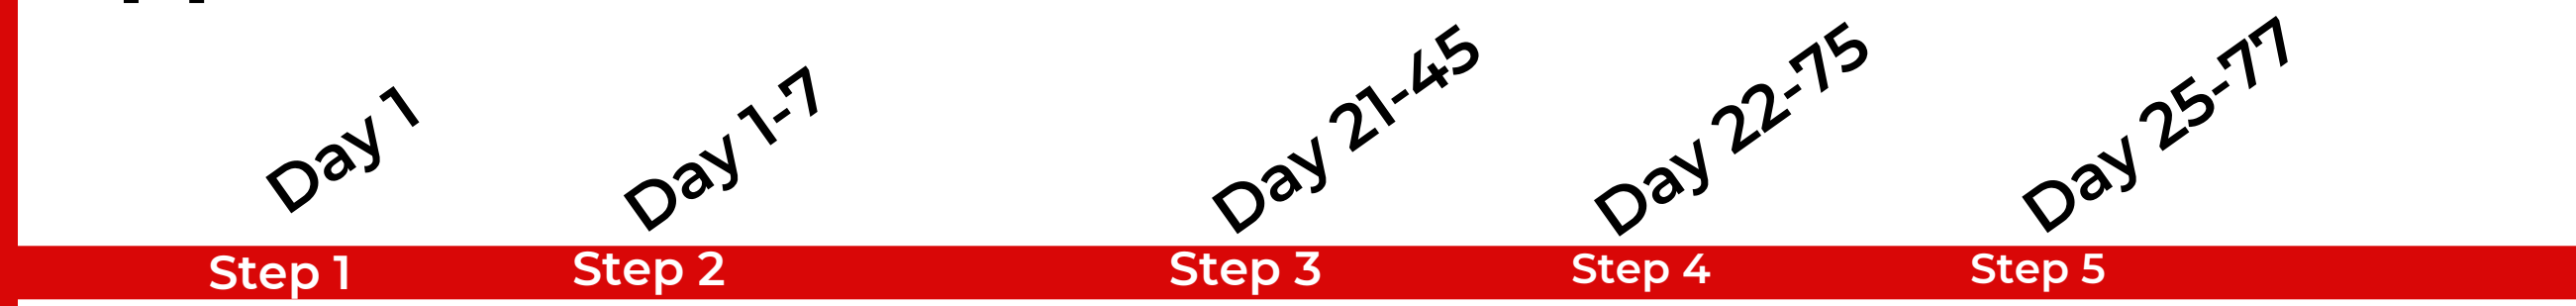 Day 1
Day 1-7
Day 21-45
Day 22-75
Day 25-77
Step 1
Step 2
Step 3
Step 4
Step 5